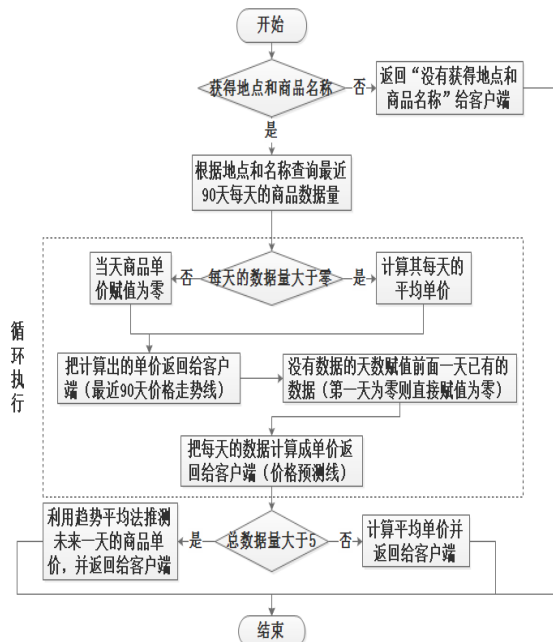 开始
获得地点和商品名称
否
返回“没有获得地点和
商品名称”给客户端
是
根据地点和名称查询最近
90天每天的商品数据量
当天商品单
价赋值为零
否
每天的数据量大于零
是
计算其每天的
平均单价
循
环
执
行
把计算出的单价返回给客户
端（最近90天价格走势线）
没有数据的天数赋值前面一天已有的
数据（第一天为零则直接赋值为零）
把每天的数据计算成单价返
回给客户端（价格预测线）
利用趋势平均法推测
未来一天的商品单
价，并返回给客户端
是
总数据量大于5
否
计算平均单价并
返回给客户端
结束